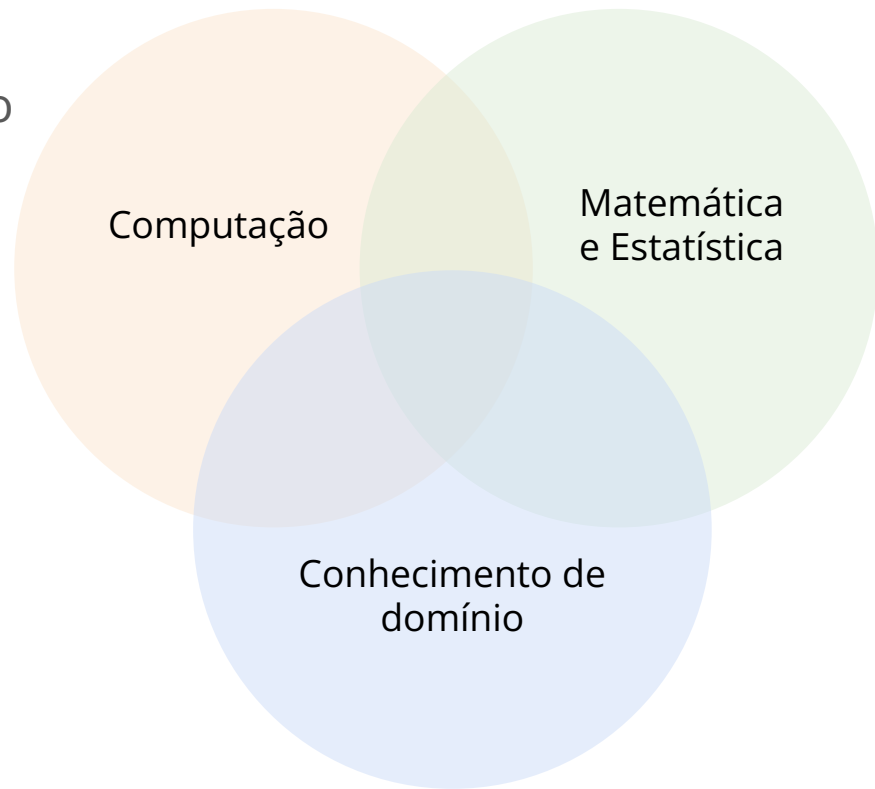 Computação
Matemática
e Estatística
Conhecimento de
domínio